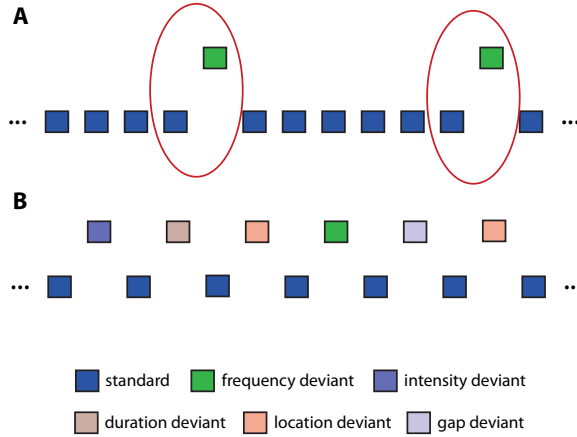 A
... ...
B
... ..
standard frequency deviant intensity deviant
duration deviant location deviant gap deviant